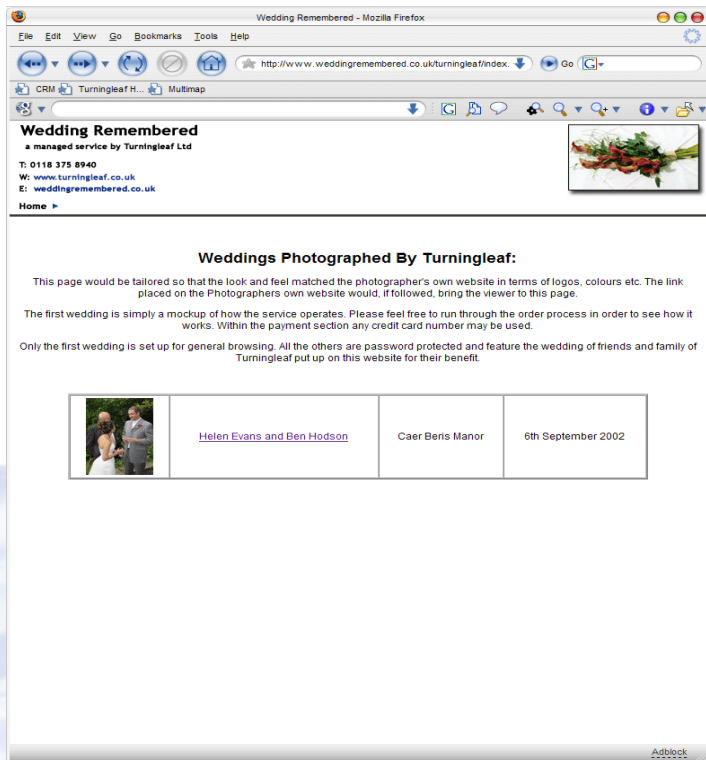 Wedding Remembered - Mozilla Firefox
File Edit View Go Bookmarks Tools Help
http://www.weddingremembered.co.uk/turningleaf/index. Go G
CRM Turningleaf H... Multimap
G
Wedding Remembered
a managed service by Turningleaf Ltd
T: 0118 375 8940
W: www.turningleaf.co.uk
E: weddingremembered.co.uk
Home
Weddings Photographed By Turningleaf:
This page would be tailored so that the look and feel matched the photographer's own website in terms of logos, colours etc. The link
placed on the Photographers own website would, if followed, bring the viewer to this page.
The first wedding is simply a mockup of how the service operates. Please feel free to run through the order process in order to see how it
works. Within the payment section any credit card number may be used.
Only the first wedding is set up for general browsing. All the others are password protected and feature the wedding of friends and family of
Turningleaf put up on this website for their benefit.
Helen Evans and Ben Hodson Caer Beris Manor 6th September 2002
Adblock